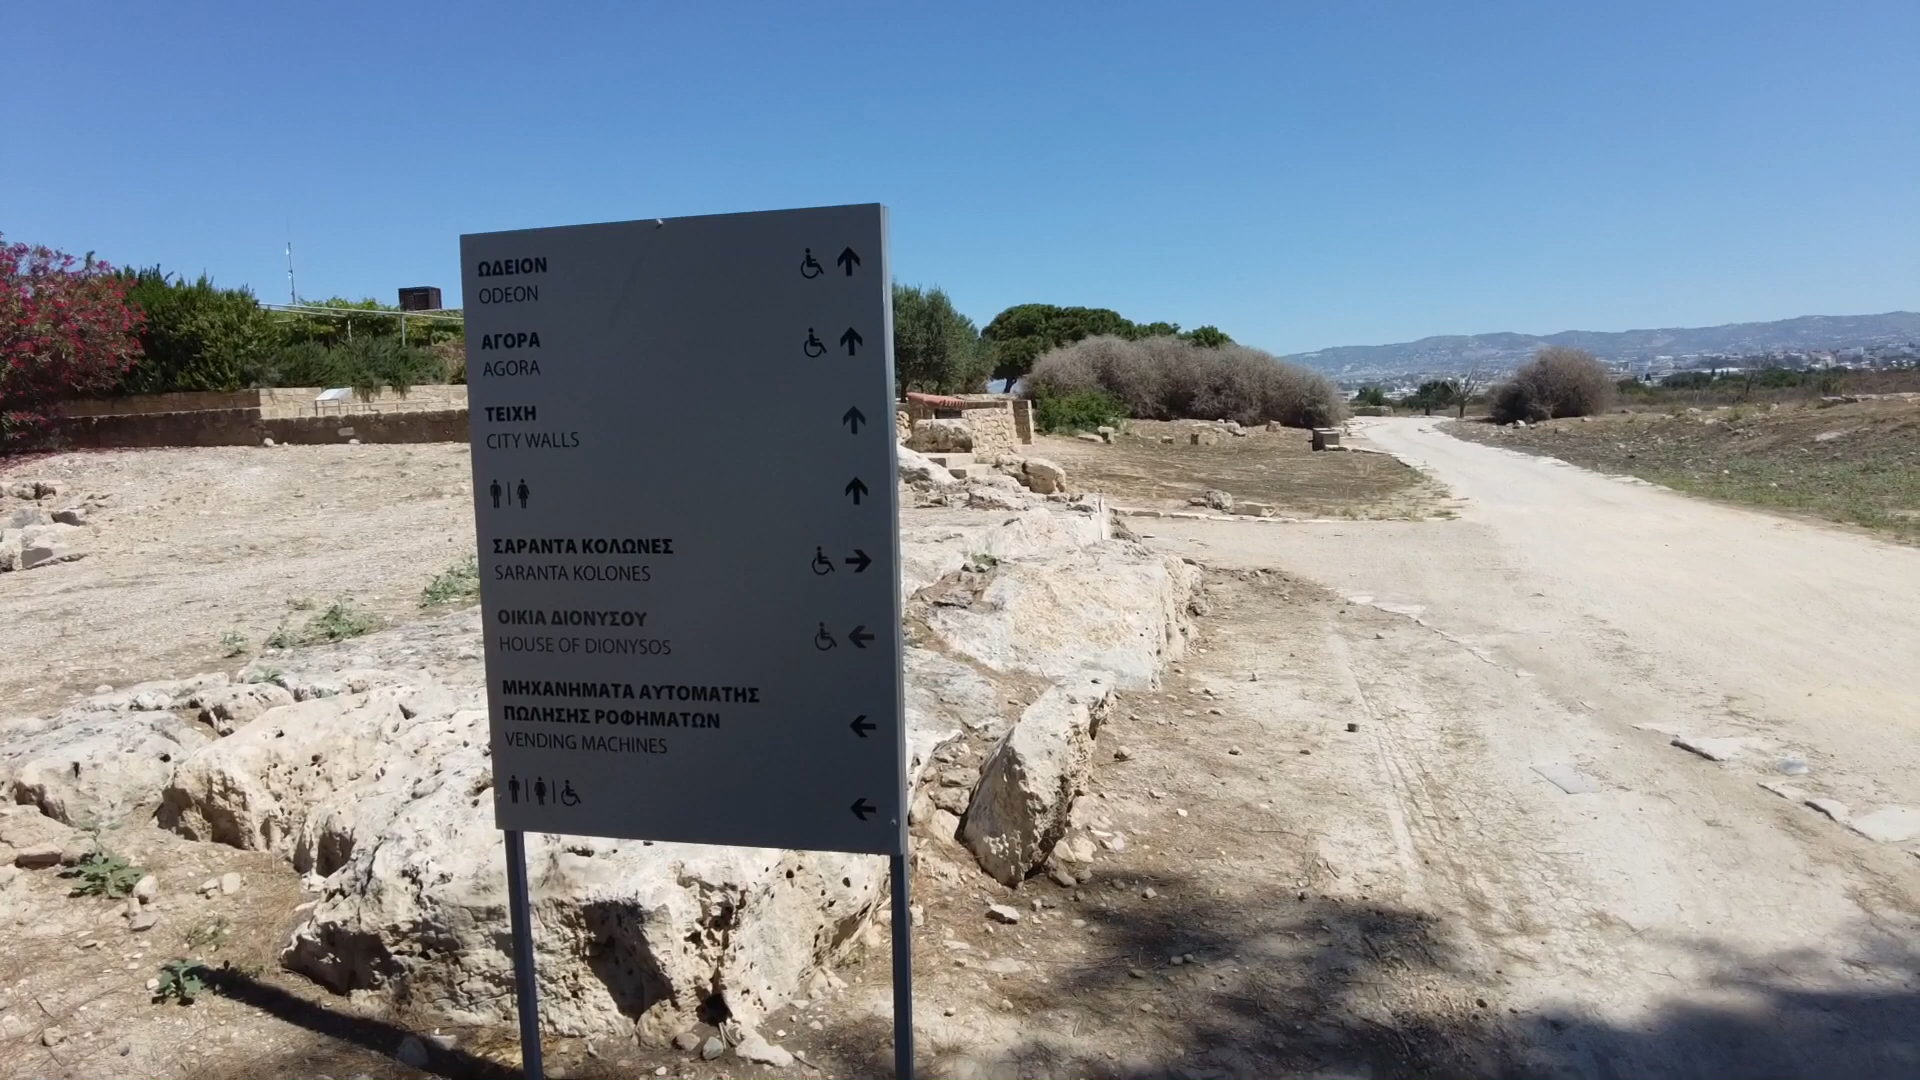 ΩΔΕΙΟΝ
ODEON
ΑΓΟΡΑ
AGORA
ΤΕΙΧΗ
CITY WALLS
ΣΑΡΑΝΤΑ ΚΟΛΩΝΕΣ
SARANTA KOLONES
ΟΙΚΙΑ ΔΙΟΝΥΣΟΥ
HOUSE OF DIONYSOS
ΜΗΧΑΝΗΜΑΤΑ ΑΥΤΟΜΑΤΗΣ
ΠΩΛΗΣΗΣ ΡΟΦΗΜΑΤΩΝ
VENDING MACHINES